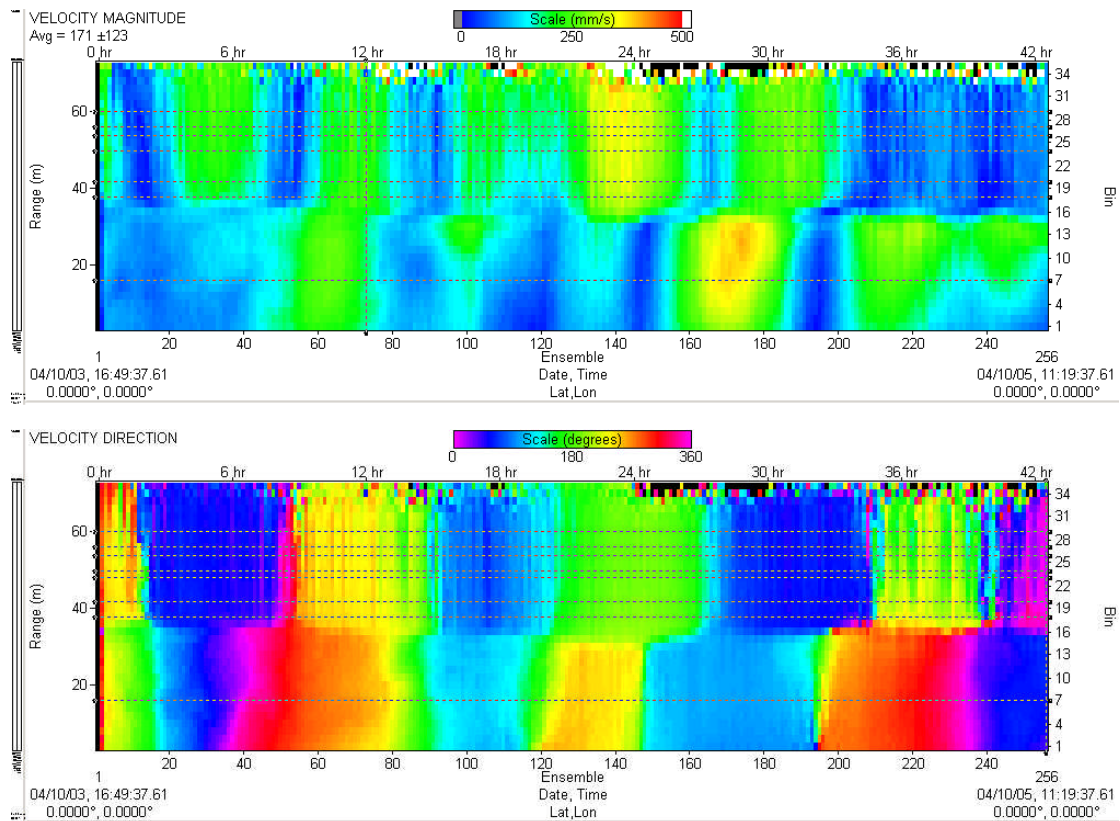 VELOCITY MAGNITUDE
Avg = 171 ±123
Scale (mm/s)
0 250 500
0 hr 6 hr 12 hr 18 hr 24 hr 30 hr 36 hr 42 hr
Range (m)
60
40
20
34
31
28
25
22
19
16
13
10
7
4
1
Bin
20 40 60 80 100 120 140 160 180 200 220 240
1 Ensemble 256
04/10/03, 16:49:37.61 Date, Time 04/10/05, 11:19:37.61
0.0000°, 0.0000° Lat,Lon 0.0000°, 0.0000°
VELOCITY DIRECTION
Scale (degrees)
0 180 360
0 hr 6 hr 12 hr 18 hr 24 hr 30 hr 36 hr 42 hr
Range (m)
60
40
20
34
31
28
25
22
19
16
13
10
7
4
1
Bin
20 40 60 80 100 120 140 160 180 200 220 240
1 Ensemble 256
04/10/03, 16:49:37.61 Date, Time 04/10/05, 11:19:37.61
0.0000°, 0.0000° Lat,Lon 0.0000°, 0.0000°